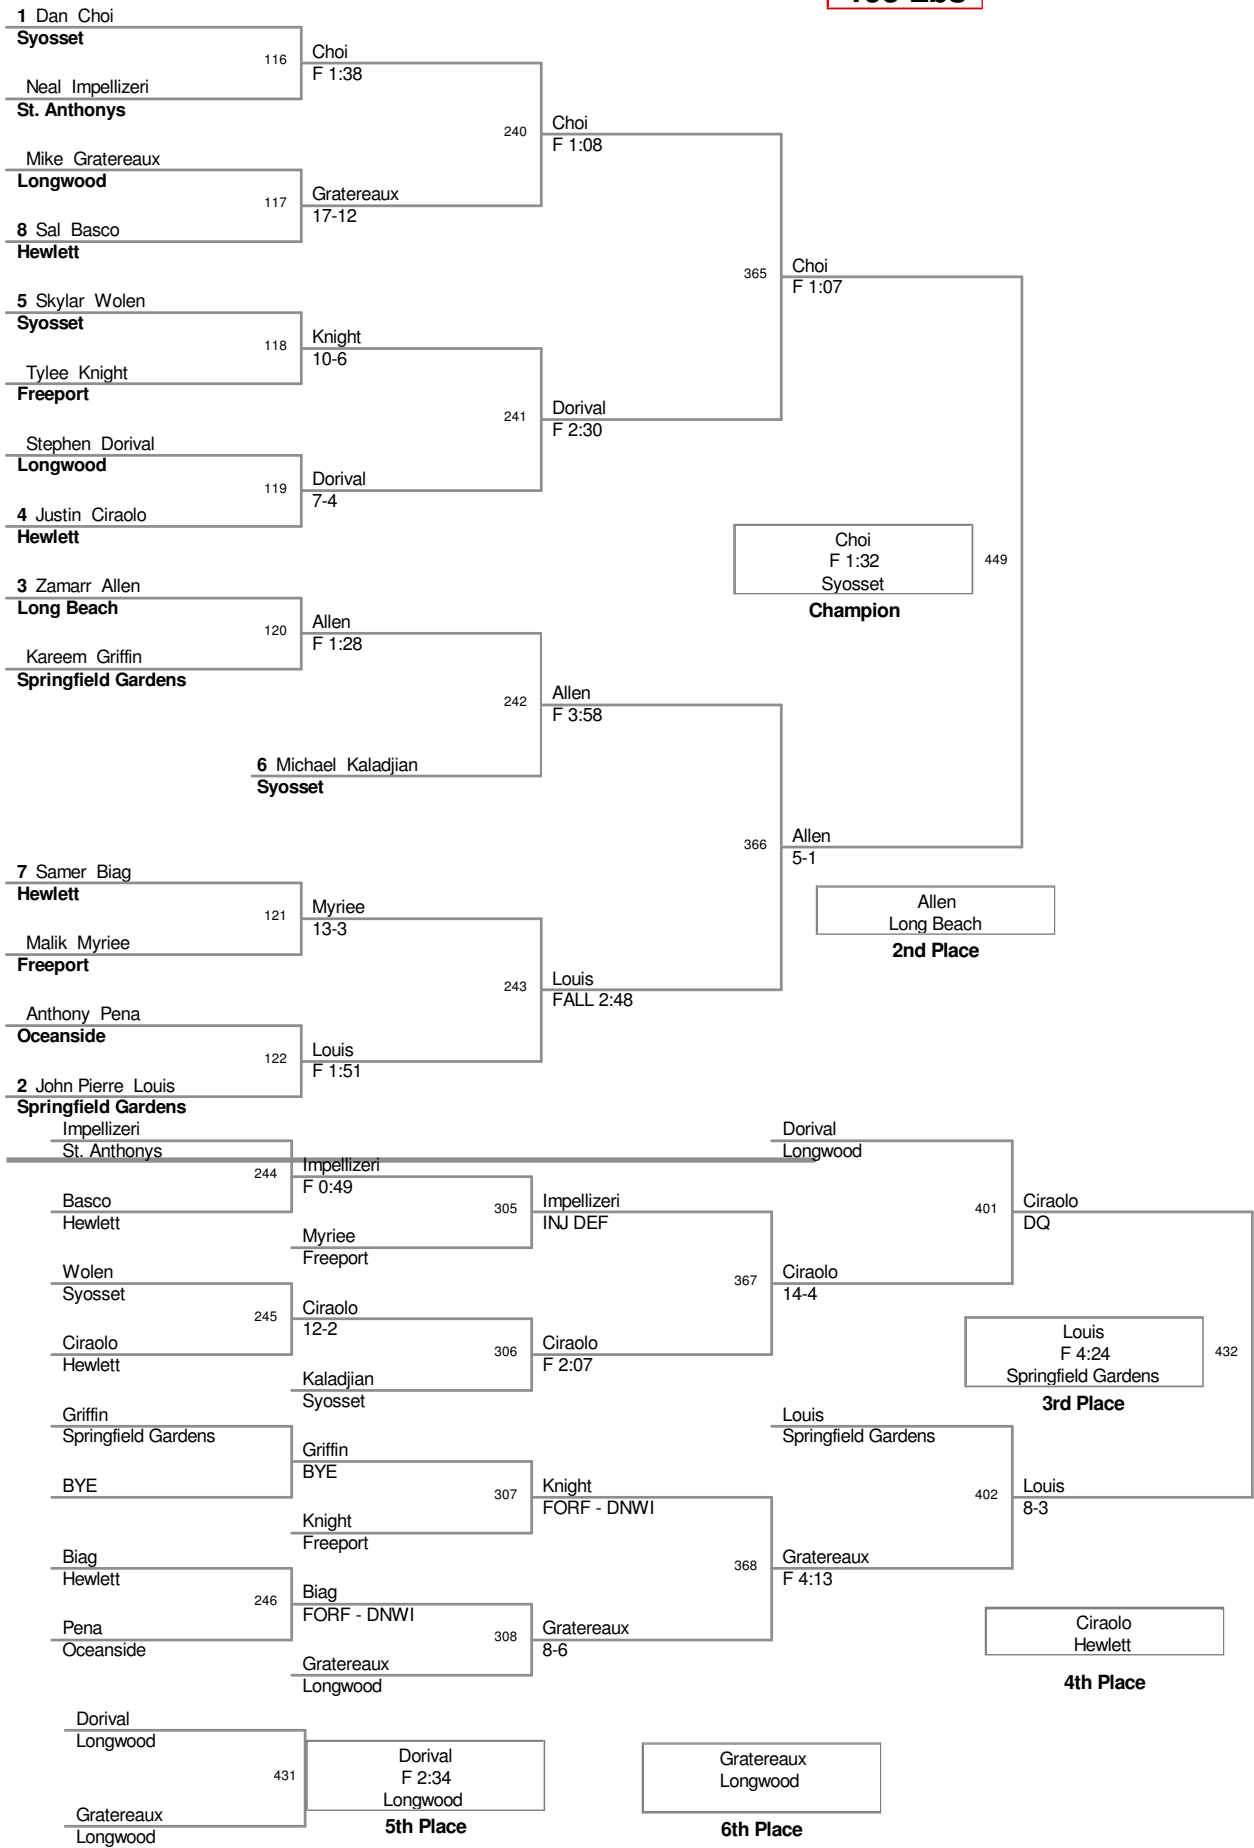 1 Dan Choi
Syosset
116
Choi
F 1:38
Neal Impellizeri
St. Anthonys
240
Choi
F 1:08
Mike Gratereaux
Longwood
117
Gratereaux
17-12
8 Sal Basco
Hewlett
365
Choi
F 1:07
5 Skylar Wolen
Syosset
118
Knight
10-6
Tylee Knight
Freeport
241
Dorival
F 2:30
Stephen Dorival
Longwood
119
Dorival
7-4
4 Justin Ciraolo
Hewlett
Choi
F 1:32
Syosset
449
Champion
3 Zamarr Allen
Long Beach
120
Allen
F 1:28
Kareem Griffin
Springfield Gardens
242
Allen
F 3:58
6 Michael Kaladjian
Syosset
366
Allen
5-1
7 Samer Biag
Hewlett
121
Myriee
13-3
Allen
Long Beach
2nd Place
Malik Myriee
Freeport
243
Louis
FALL 2:48
Anthony Pena
Oceanside
122
Louis
F 1:51
2 John Pierre Louis
Springfield Gardens
Impellizeri
St. Anthonys
244
Impellizeri
F 0:49
Basco
Hewlett
305
Impellizeri
INJ DEF
Myriee
Freeport
Dorival
Longwood
401
Ciraolo
DQ
Wolen
Syosset
245
Ciraolo
12-2
367
Ciraolo
14-4
Ciraolo
Hewlett
306
Ciraolo
F 2:07
Kaladjian
Syosset
Louis
F 4:24
Springfield Gardens
432
3rd Place
Griffin
Springfield Gardens
Griffin
BYE
BYE
307
Knight
FORF - DNWI
Knight
Freeport
Louis
Springfield Gardens
402
Louis
8-3
Biag
Hewlett
246
Biag
FORF - DNWI
368
Gratereaux
F 4:13
Pena
Oceanside
308
Gratereaux
8-6
Gratereaux
Longwood
Ciraolo
Hewlett
4th Place
Dorival
Longwood
431
Dorival
F 2:34
Longwood
5th Place
Gratereaux
Longwood
Gratereaux
Longwood
6th Place